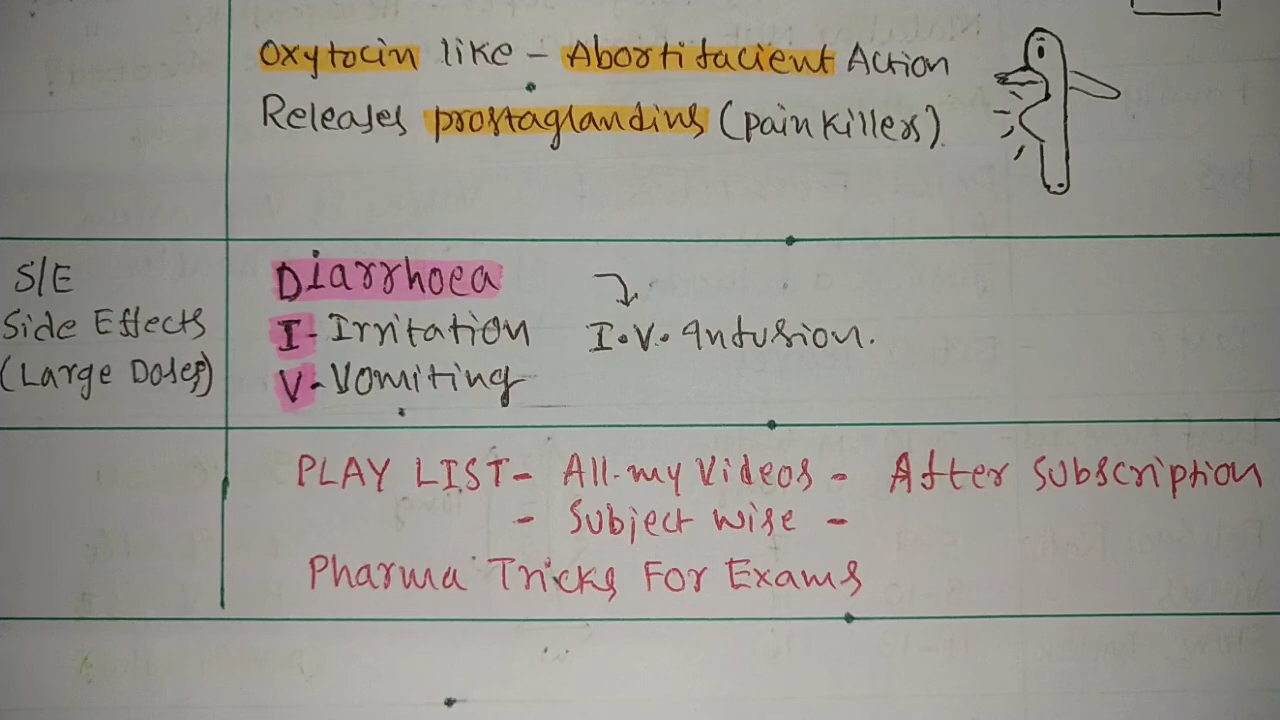 Oxytocin like - Abortifacient Action
Releases prostaglandins (pain killers).
S/E
Side Effects
(Large Doses)
Diarrhoea
I - Irritation I.V. Infusion.
V - Vomiting
PLAY LIST - All my Videos - After Subscription
- Subject wise -
Pharma Tricks For Exams